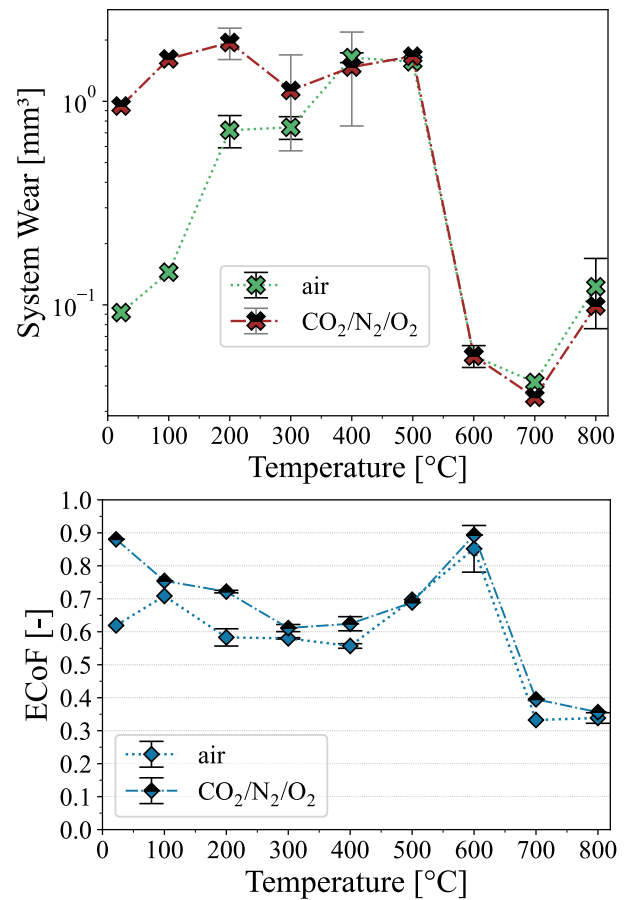 System Wear [mm³]
10⁰
10⁻¹
air
CO₂/N₂/O₂
0 100 200 300 400 500 600 700 800
Temperature [°C]
ECoF [-]
1.0
0.9
0.8
0.7
0.6
0.5
0.4
0.3
0.2
0.1
0.0
air
CO₂/N₂/O₂
0 100 200 300 400 500 600 700 800
Temperature [°C]